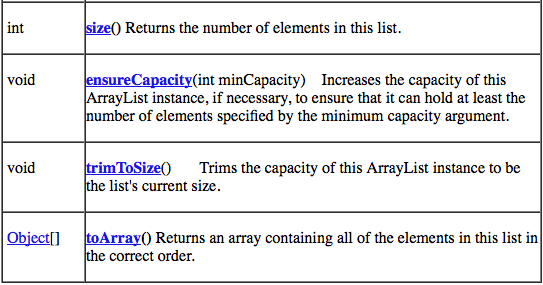 int size() Returns the number of elements in this list.
void ensureCapacity(int minCapacity) Increases the capacity of this
ArrayList instance, if necessary, to ensure that it can hold at least the
number of elements specified by the minimum capacity argument.
void trimToSize() Trims the capacity of this ArrayList instance to be
the list's current size.
Object[] toArray() Returns an array containing all of the elements in this list in
the correct order.